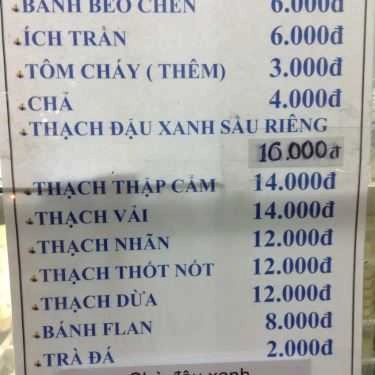 BÁNH BÈO CHÉN 6.000đ
ÍCH TRẦN 6.000đ
TÔM CHÁY ( THÊM) 3.000đ
CHẢ 4.000đ
THẠCH ĐẬU XANH SẦU RIÊNG
16.000đ
THẠCH THẬP CẨM 14.000đ
THẠCH VẢI 14.000đ
THẠCH NHÃN 12.000đ
THẠCH THỐT NỐT 12.000đ
THẠCH DỪA 12.000đ
BÁNH FLAN 8.000đ
TRÀ ĐÁ 2.000đ
đậu xanh